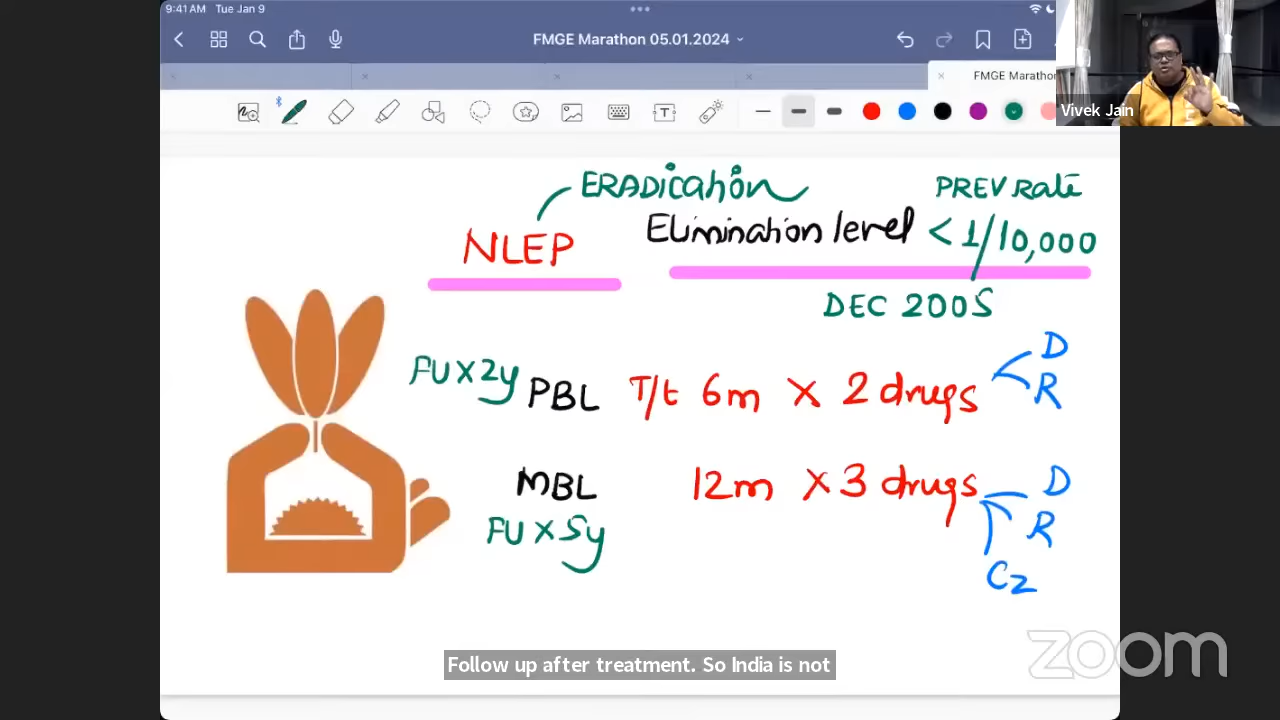 9:41 AM Tue Jan 9
FMGE Marathon 05.01.2024
FMGE Marathon
Vivek Jain
ERADication PREV Rate
NLEP Elimination level < 1/10,000
DEC 2005
FU X 2y PBL T/t 6m X 2 drugs D
R
MBL 12m X 3 drugs D
FU X 5y R
Cz
Follow up after treatment. So India is not
zoom